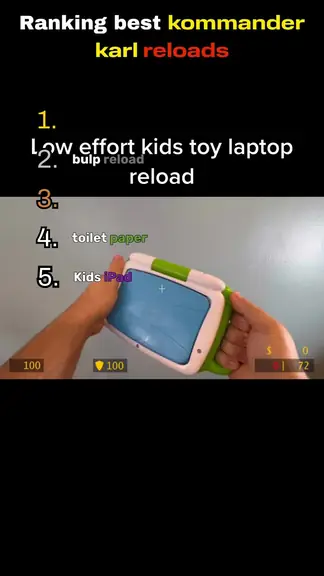 Ranking best kommander
karl reloads
1.
Low effort kids toy laptop
reload
2. bulp reload
3.
4. toilet paper
5. Kids iPad
$ 0
100
100
72